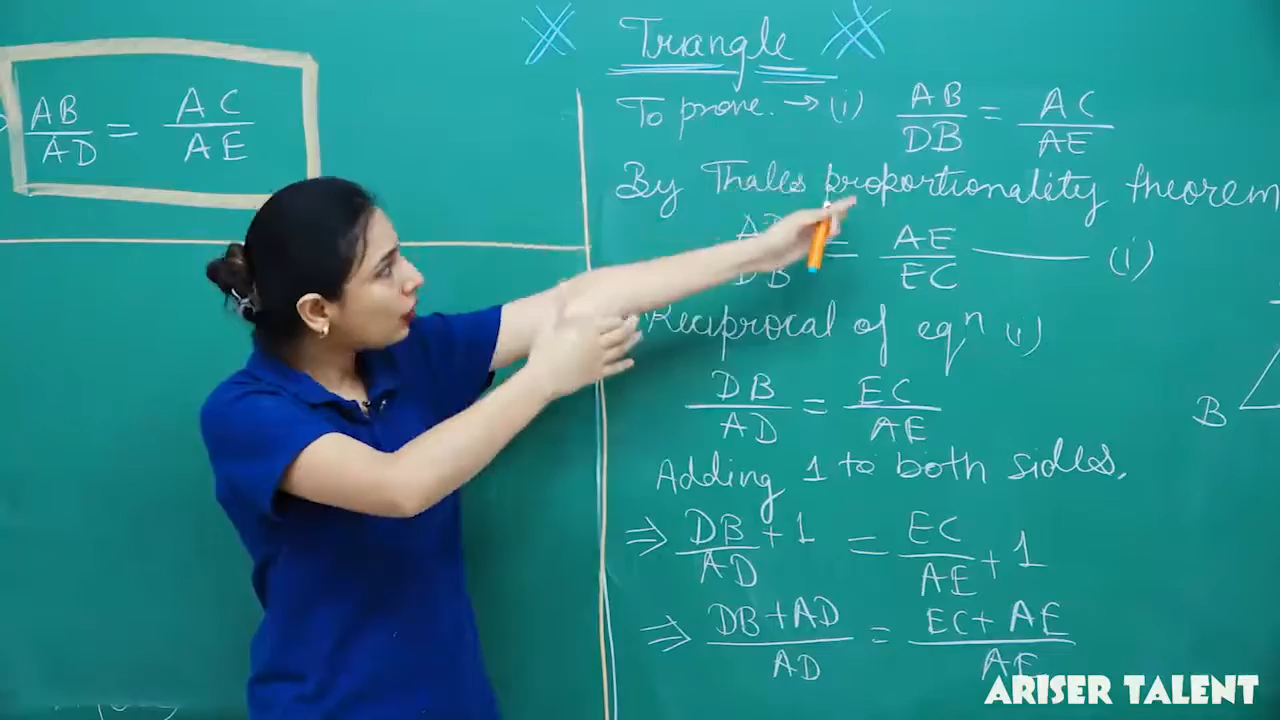 AB/AD = AC/AE
Triangle
To prove. → (i) AB/DB = AC/AE
By Thales proportionality theorem
DB = AE/EC (i)
Reciprocal of eqn (i)
DB/AD = EC/AE
B
Adding 1 to both sides,
⇒ DB/AD + 1 = EC/AE + 1
⇒ DB + AD/AD = EC + AE/AE
ARISER TALENT